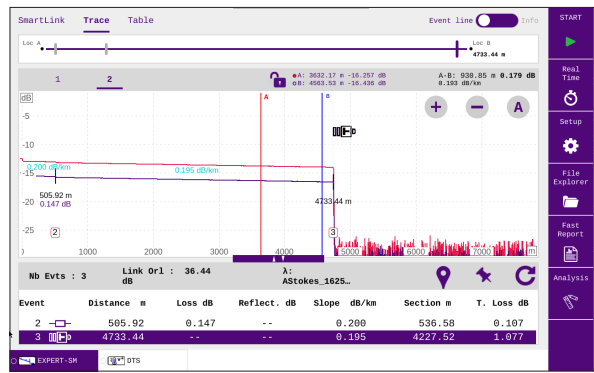 SmartLink Trace Table Event line Info START
Loc A
Loc B
4733.44 m
1 2 A: 3632.17 m -16.257 dB A-B: 930.85 m 0.179 dB
B: 4563.53 m -16.436 dB 0.193 dB/km
Real
Time
dB
A B
+ − A
-5
Setup
-10
0.200 dB/km 0.195 dB/km
-15
File
Explorer
505.92 m 4733.44 m
0.147 dB
-20
-25
2 3
Fast
Report
1000 2000 3000 4000 5000 6000 7000 m
Nb Evts : 3 Link Orl : 36.44
dB
λ:
AStokes_1625…
Analysis
Event Distance m Loss dB Reflect. dB Slope dB/km Section m T. Loss dB
2 505.92 0.147 -- 0.200 536.58 0.107
3 4733.44 -- -- 0.195 4227.52 1.077
EXPERT-SM DTS